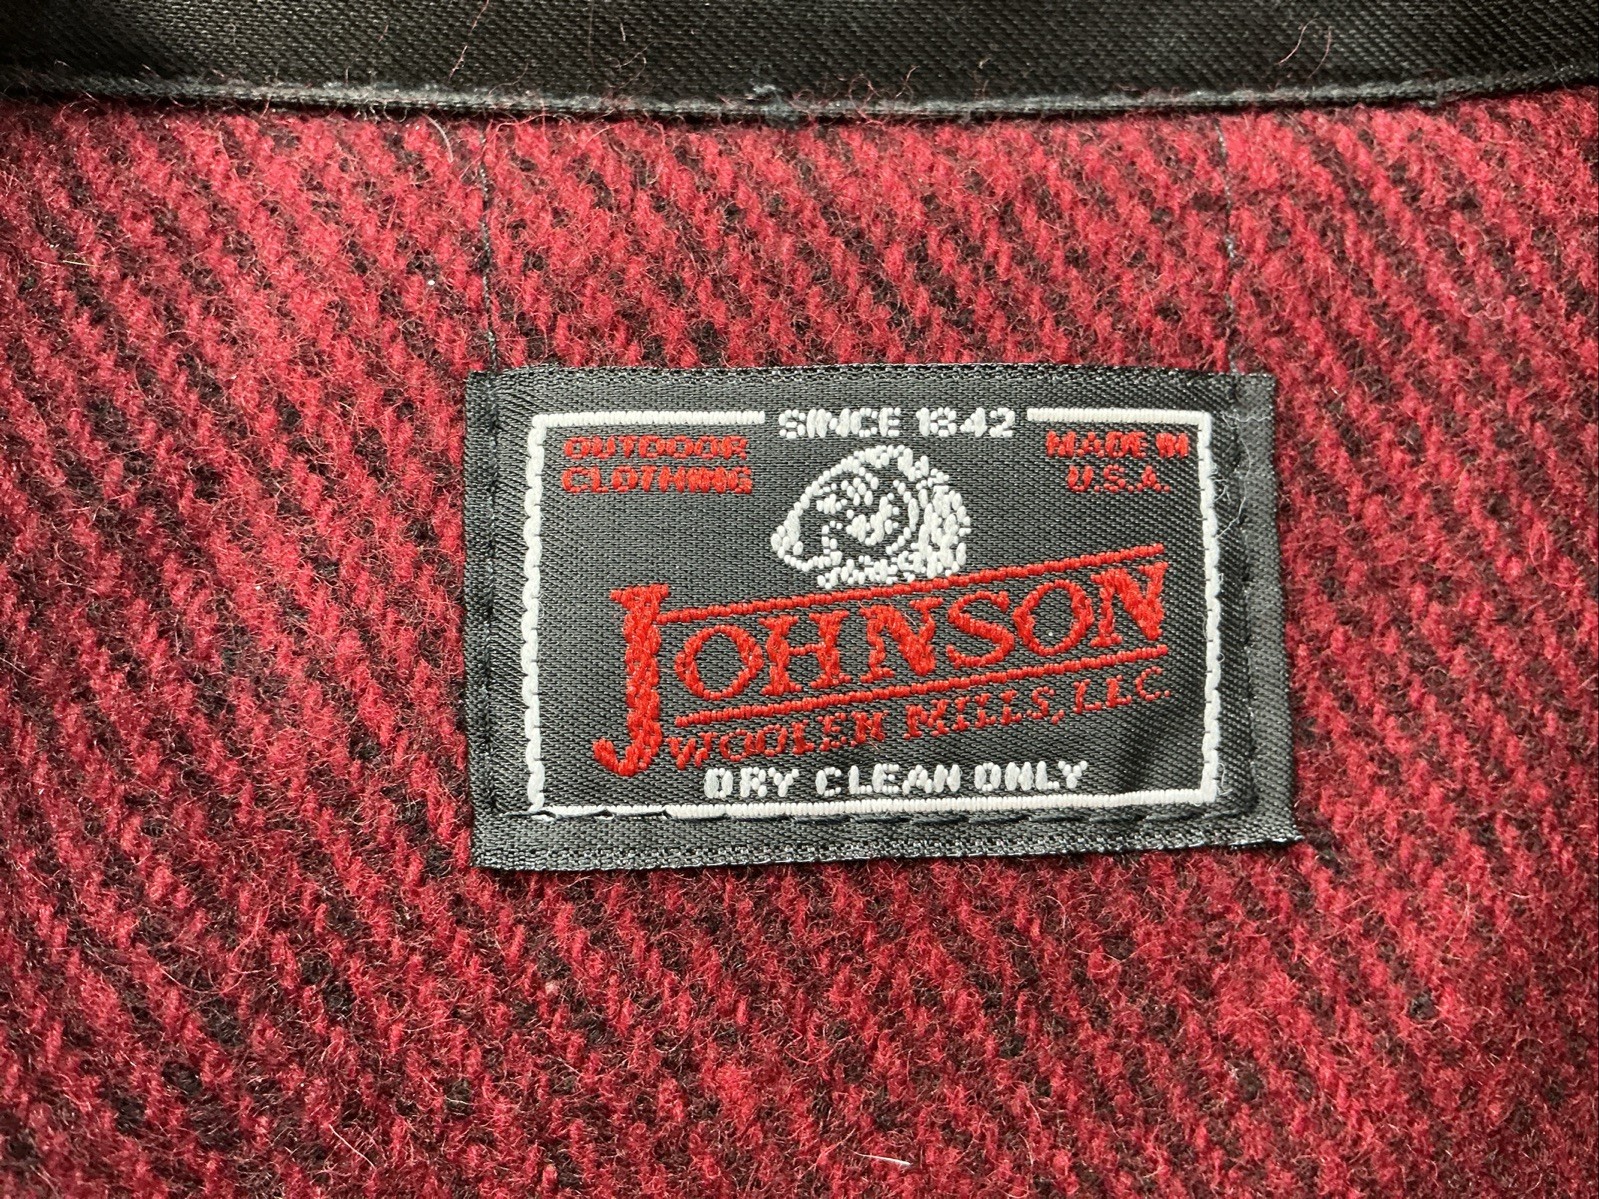 SINCE 1842
OUTDOOR
CLOTHING
MADE IN
U.S.A.
JOHNSON
WOOLEN MILLS, LLC.
DRY CLEAN ONLY